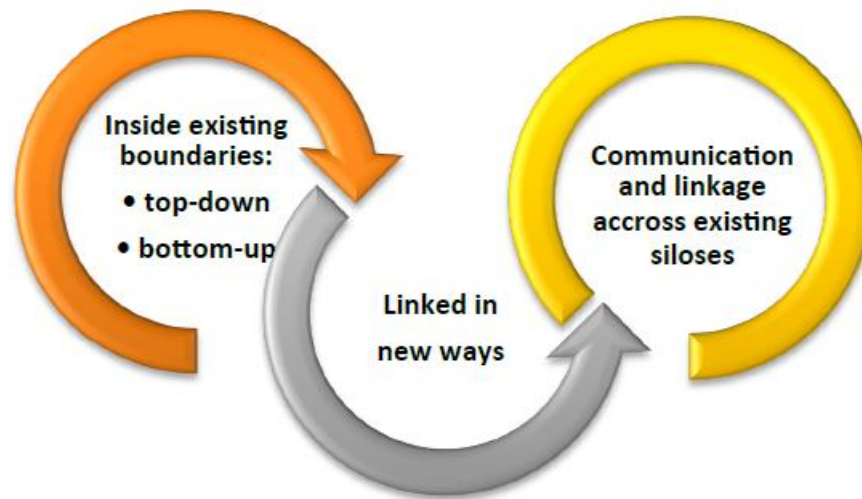 Inside existing
boundaries:
• top-down
• bottom-up
Linked in
new ways
Communication
and linkage
accross existing
siloses